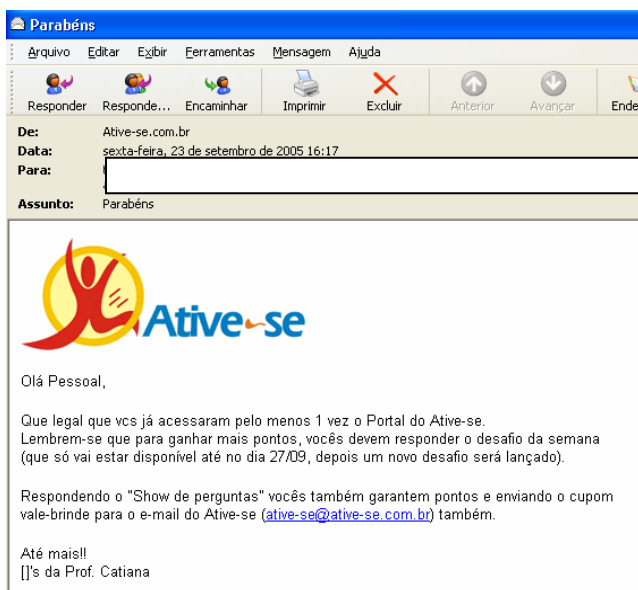 Parabéns
Arquivo Editar Exibir Ferramentas Mensagem Ajuda
Responder Responde... Encaminhar Imprimir Excluir Anterior Avançar
De: Ative-se.com.br
Data: sexta-feira, 23 de setembro de 2005 16:17
Para:
Assunto: Parabéns
Ative-se
Olá Pessoal,
Que legal que vcs já acessaram pelo menos 1 vez o Portal do Ative-se.
Lembrem-se que para ganhar mais pontos, vocês devem responder o desafio da semana
(que só vai estar disponível até no dia 27/09, depois um novo desafio será lançado).
Respondendo o "Show de perguntas" vocês também garantem pontos e enviando o cupom
vale-brinde para o e-mail do Ative-se (ative-se@ative-se.com.br) também.
Até mais!!
[]'s da Prof. Catiana